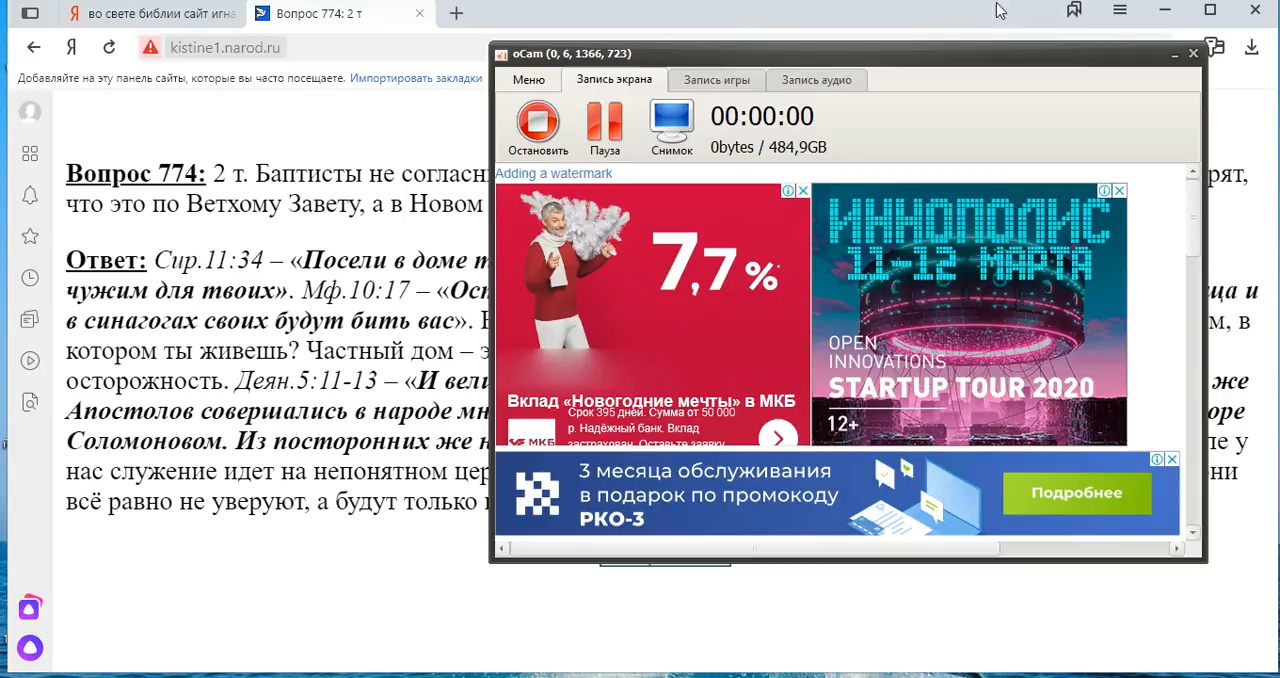 во свете библии сайт игна
Вопрос 774: 2 т
kistine1.narod.ru
Добавляйте на эту панель сайты, которые вы часто посещаете. Импортировать закладки
Вопрос 774: 2 т. Баптисты не согласн
рят,
что это по Ветхому Завету, а в Новом
Ответ: Сир.11:34 – «Посели в доме т
чужим для твоих». Мф.10:17 – «Ост
ща и
в синагогах своих будут бить вас».
м, в
котором ты живешь? Частный дом – э
осторожность. Деян.5:11-13 – «И вели
же
Апостолов совершались в народе мн
оре
Соломоновом. Из посторонних же н
ле у
нас служение идет на непонятном цер
они
всё равно не уверуют, а будут только
oCam (0, 6, 1366, 723)
Меню
Запись экрана
Запись игры
Запись аудио
Остановить
Пауза
Снимок
00:00:00
0bytes / 484,9GB
Adding a watermark
7,7 %
Вклад «Новогодние мечты» в МКБ
Срок 395 дней. Сумма от 50 000
р. Надёжный банк. Вклад
застрахован. Оставьте заявку
МКБ
ИННОПОЛИС
11-12 МАРТА
OPEN
INNOVATIONS
STARTUP TOUR 2020
12+
3 месяца обслуживания
в подарок по промокоду
РКО-3
Подробнее